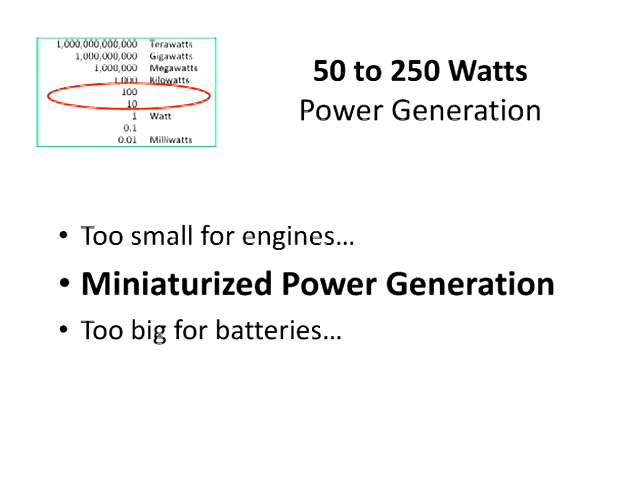 1,000,000,000,000 Terawatts
1,000,000,000 Gigawatts
1,000,000 Megawatts
1,000 Kilowatts
100
10
1 Watt
0.1
0.01 Milliwatts
50 to 250 Watts
Power Generation
• Too small for engines…
• Miniaturized Power Generation
• Too big for batteries…